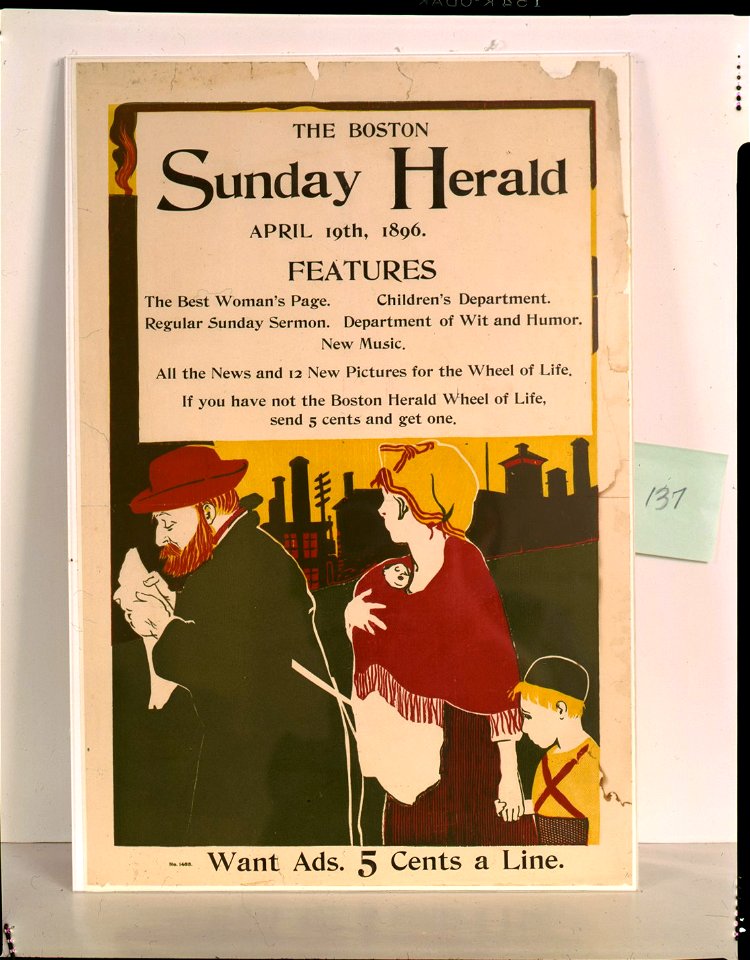 THE BOSTON
Sunday Herald
APRIL 19th, 1896.
FEATURES
The Best Woman's Page. Children's Department.
Regular Sunday Sermon. Department of Wit and Humor.
New Music.
All the News and 12 New Pictures for the Wheel of Life.
If you have not the Boston Herald Wheel of Life,
send 5 cents and get one.
137
Want Ads. 5 Cents a Line.